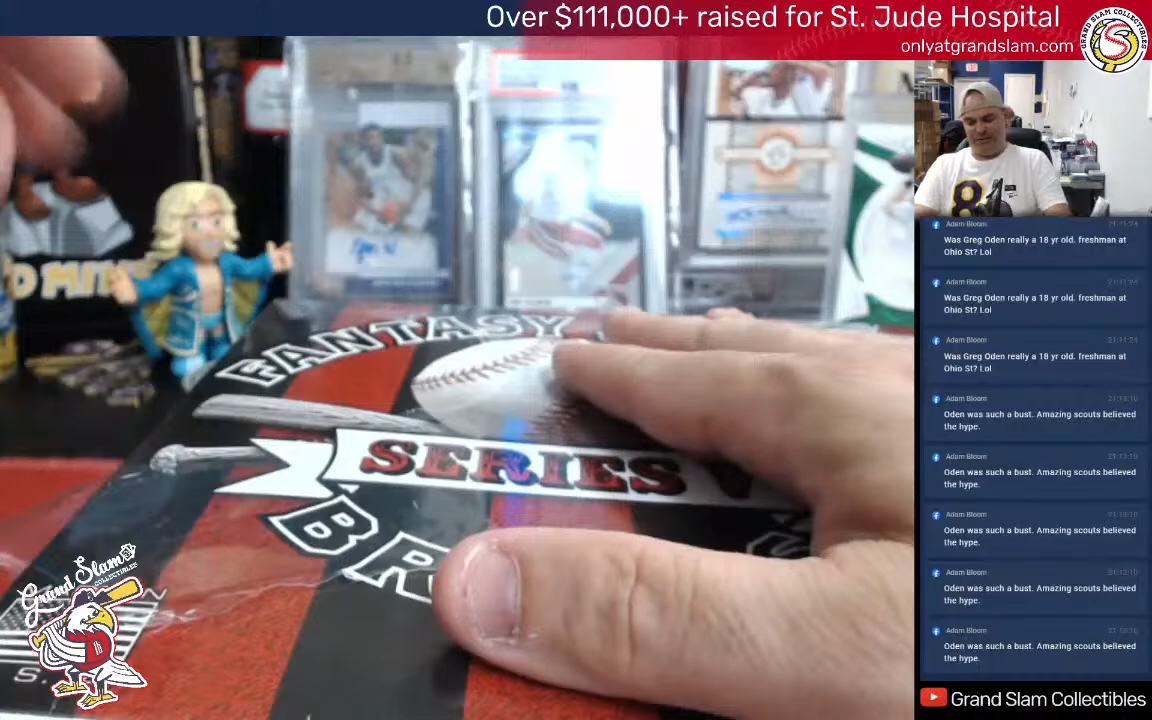 Over $111,000+ raised for St. Jude Hospital
onlyatgrandslam.com
GRAND SLAM COLLECTIBLES
FANTASY
SERIES
BR
Grand Slam
COLLECTIBLES
Adam Bloom
Was Greg Oden really a 18 yr old. freshman at
Ohio St? Lol
Adam Bloom
Was Greg Oden really a 18 yr old. freshman at
Ohio St? Lol
Adam Bloom
Was Greg Oden really a 18 yr old. freshman at
Ohio St? Lol
Adam Bloom
Oden was such a bust. Amazing scouts believed
the hype.
Adam Bloom
Oden was such a bust. Amazing scouts believed
the hype.
Adam Bloom
Oden was such a bust. Amazing scouts believed
the hype.
Adam Bloom
Oden was such a bust. Amazing scouts believed
the hype.
Adam Bloom
Oden was such a bust. Amazing scouts believed
the hype.
Grand Slam Collectibles